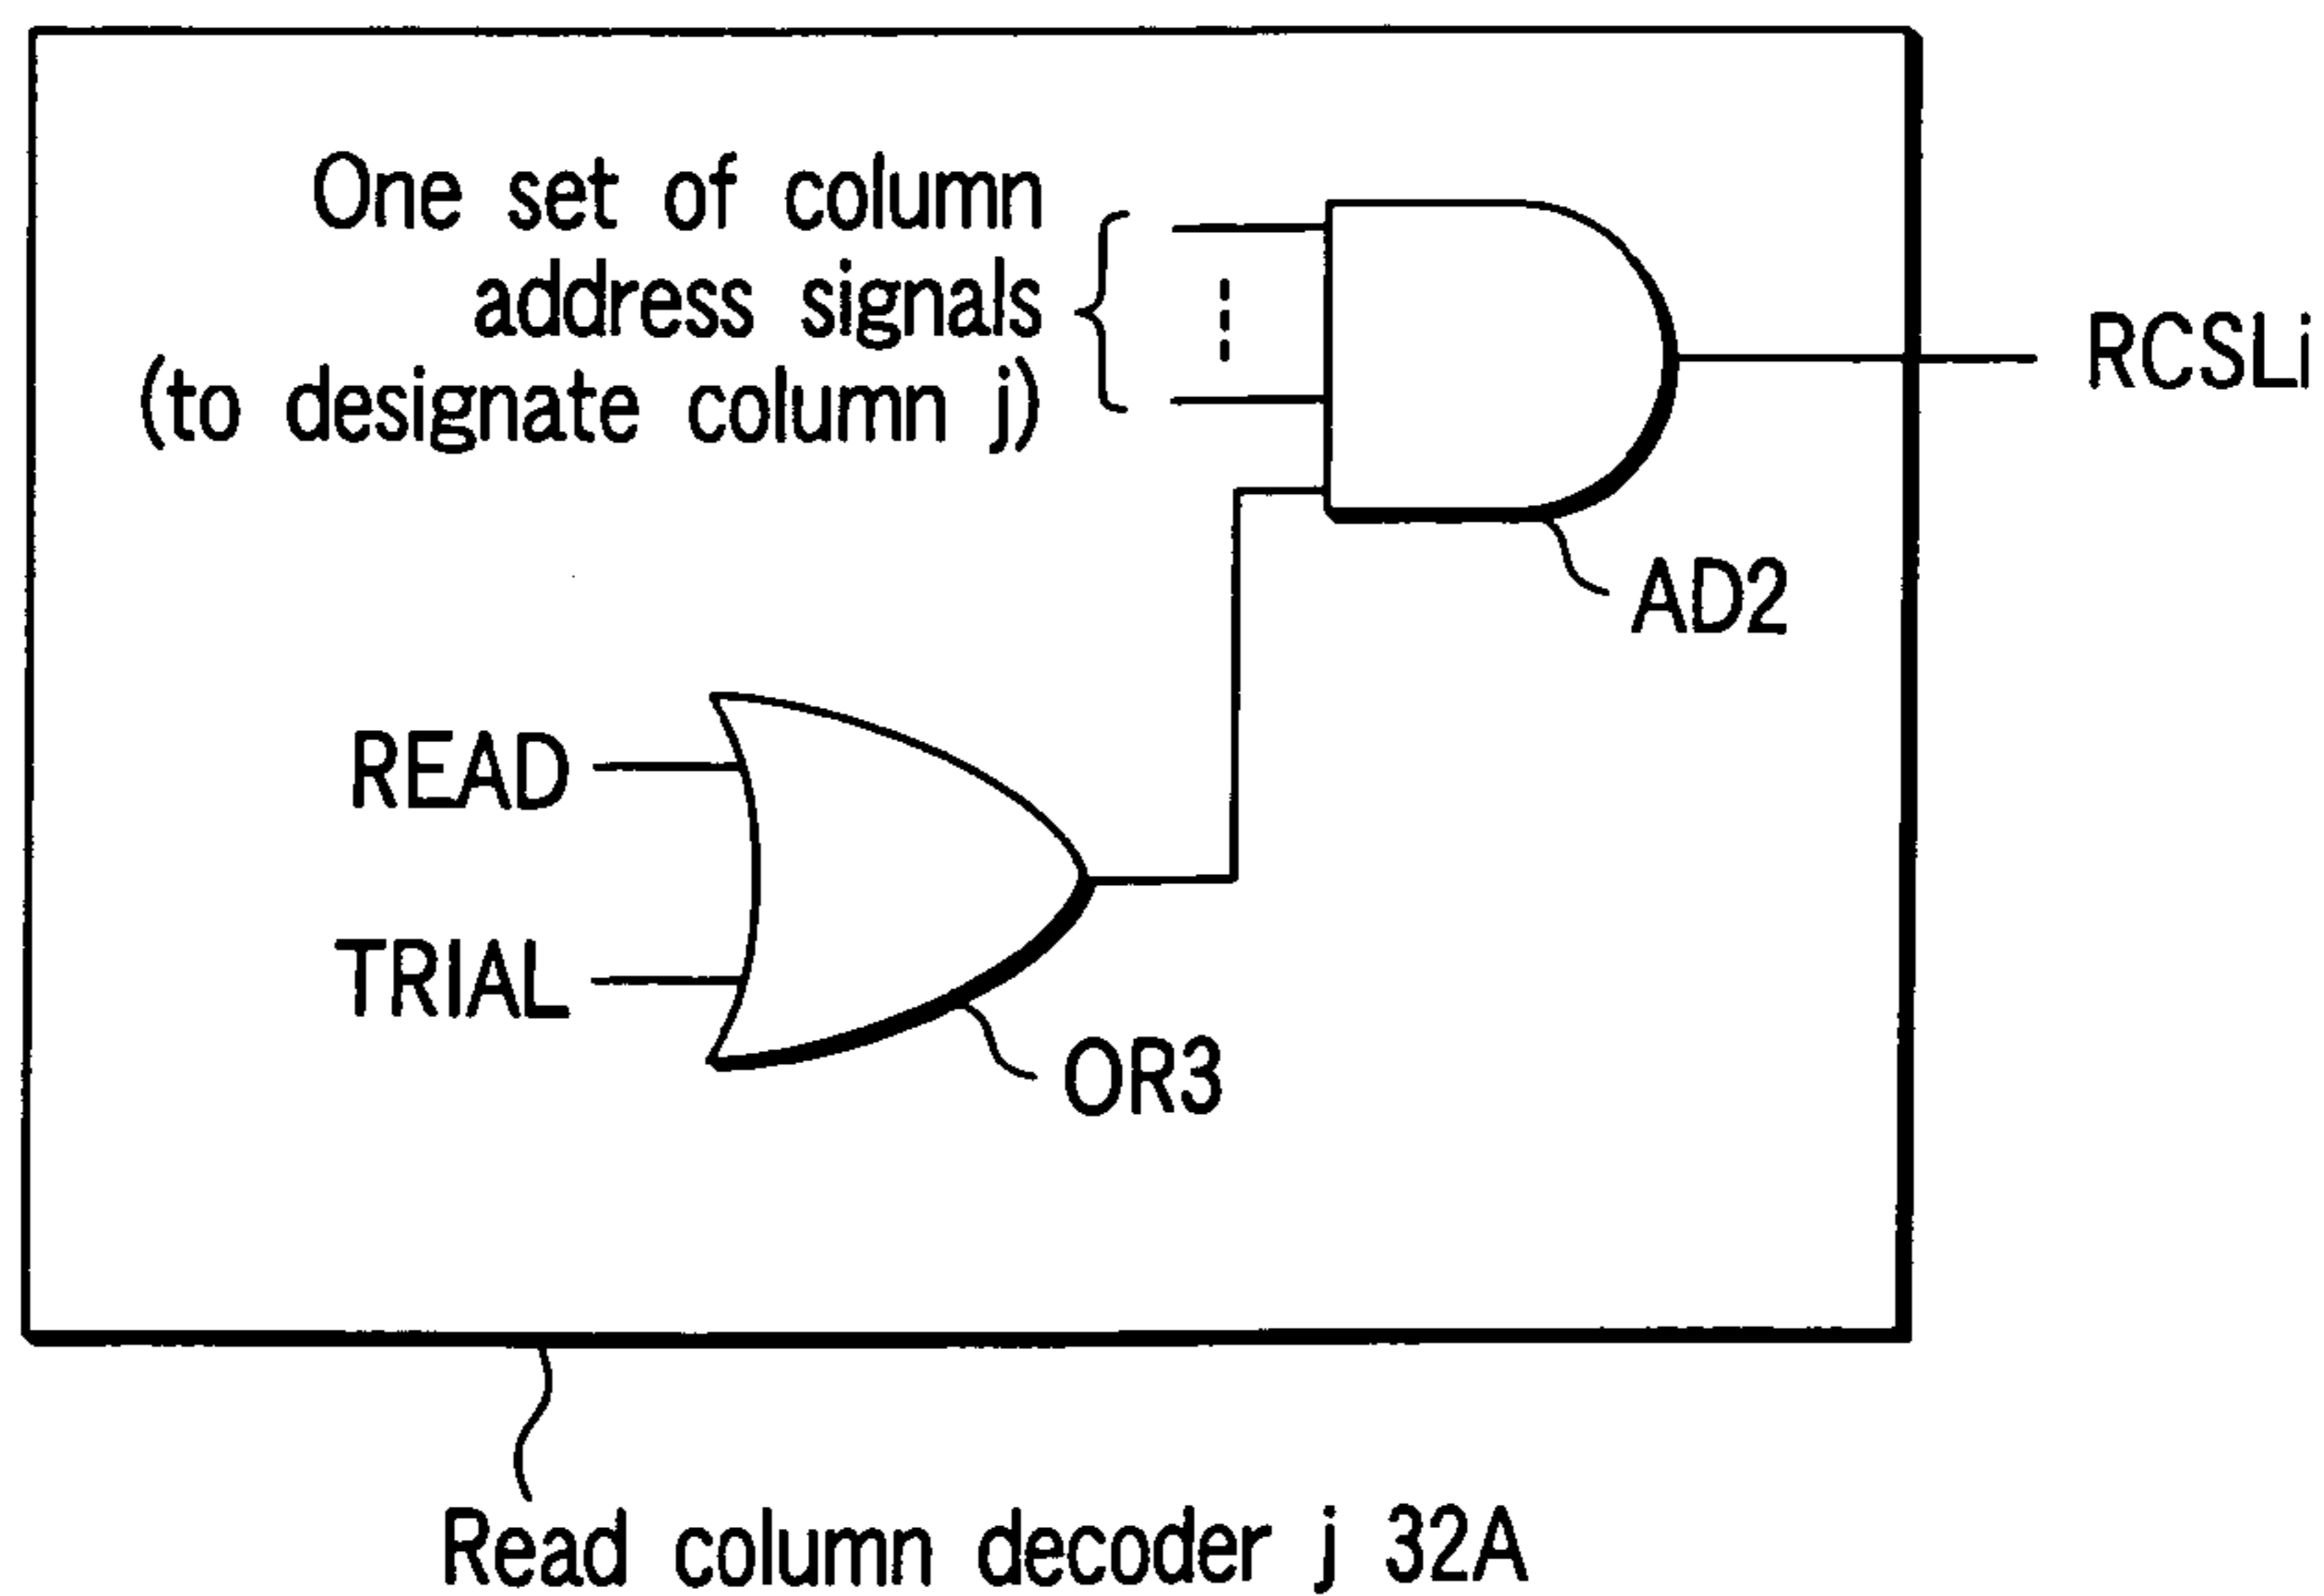 One set of column
address signals
(to designate column j)
RCSLi
AD2
READ
TRIAL
OR3
Read column decoder j 32A